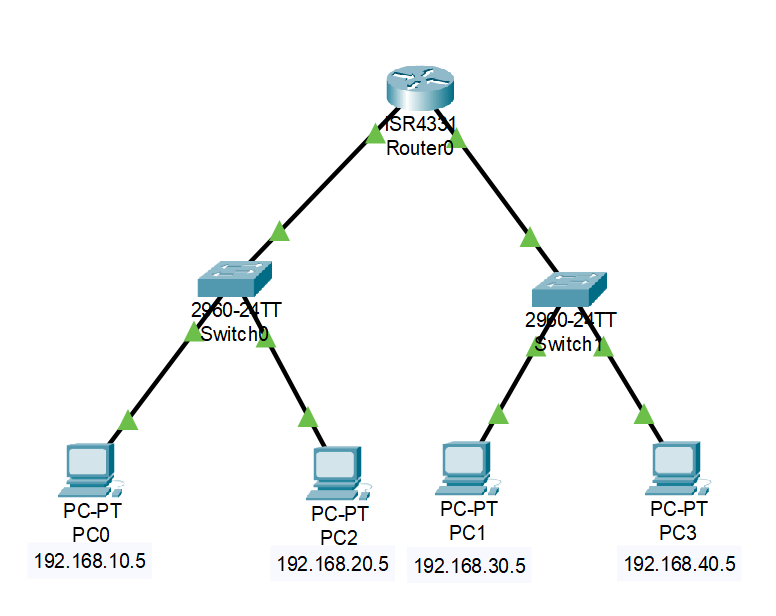 ISR4331
Router0
2960-24TT
Switch0
2960-24TT
Switch1
PC-PT
PC0
192.168.10.5
PC-PT
PC2
192.168.20.5
PC-PT
PC1
192.168.30.5
PC-PT
PC3
192.168.40.5